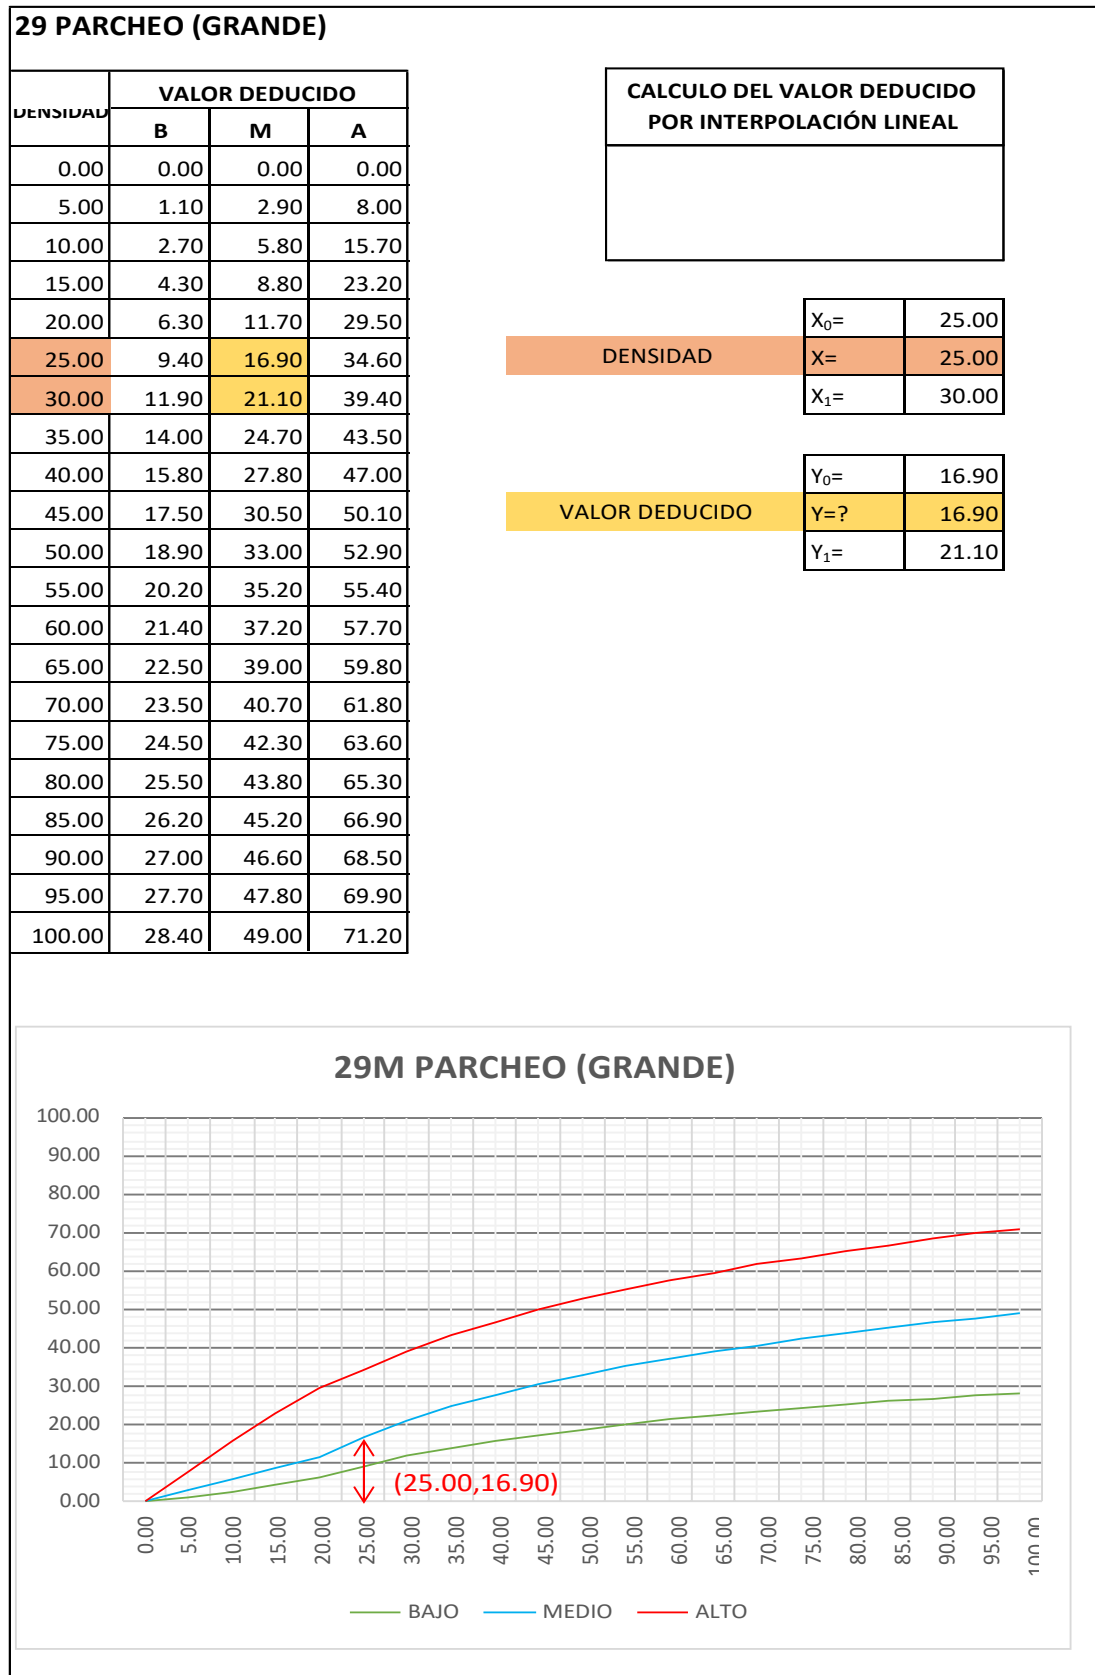 29 PARCHEO (GRANDE)
DENSIDAD VALOR DEDUCIDO
B M A
0.00 0.00 0.00 0.00
5.00 1.10 2.90 8.00
10.00 2.70 5.80 15.70
15.00 4.30 8.80 23.20
20.00 6.30 11.70 29.50
25.00 9.40 16.90 34.60
30.00 11.90 21.10 39.40
35.00 14.00 24.70 43.50
40.00 15.80 27.80 47.00
45.00 17.50 30.50 50.10
50.00 18.90 33.00 52.90
55.00 20.20 35.20 55.40
60.00 21.40 37.20 57.70
65.00 22.50 39.00 59.80
70.00 23.50 40.70 61.80
75.00 24.50 42.30 63.60
80.00 25.50 43.80 65.30
85.00 26.20 45.20 66.90
90.00 27.00 46.60 68.50
95.00 27.70 47.80 69.90
100.00 28.40 49.00 71.20
CALCULO DEL VALOR DEDUCIDO
POR INTERPOLACIÓN LINEAL
X₀= 25.00
DENSIDAD X= 25.00
X₁= 30.00
Y₀= 16.90
VALOR DEDUCIDO Y=? 16.90
Y₁= 21.10
29M PARCHEO (GRANDE)
100.00
90.00
80.00
70.00
60.00
50.00
40.00
30.00
20.00
10.00
0.00
(25.00,16.90)
0.00 5.00 10.00 15.00 20.00 25.00 30.00 35.00 40.00 45.00 50.00 55.00 60.00 65.00 70.00 75.00 80.00 85.00 90.00 95.00 100.00
BAJO MEDIO ALTO